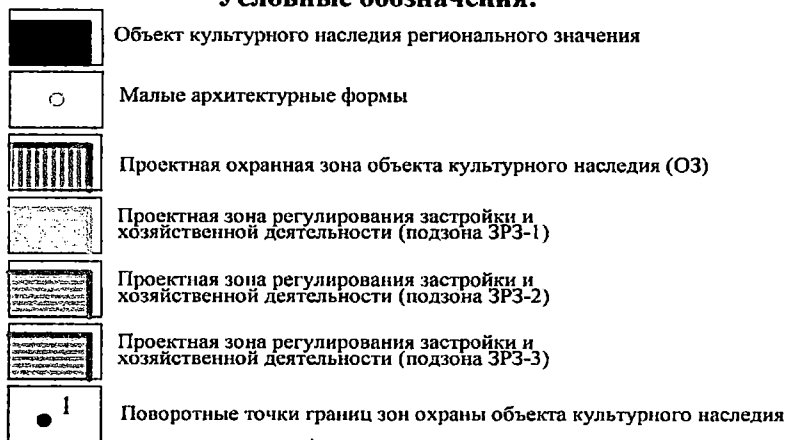 Условные обозначения:
Объект культурного наследия регионального значения
Малые архитектурные формы
Проектная охранная зона объекта культурного наследия (ОЗ)
Проектная зона регулирования застройки и
хозяйственной деятельности (подзона ЗРЗ-1)
Проектная зона регулирования застройки и
хозяйственной деятельности (подзона ЗРЗ-2)
Проектная зона регулирования застройки и
хозяйственной деятельности (подзона ЗРЗ-3)
1
Поворотные точки границ зон охраны объекта культурного наследия